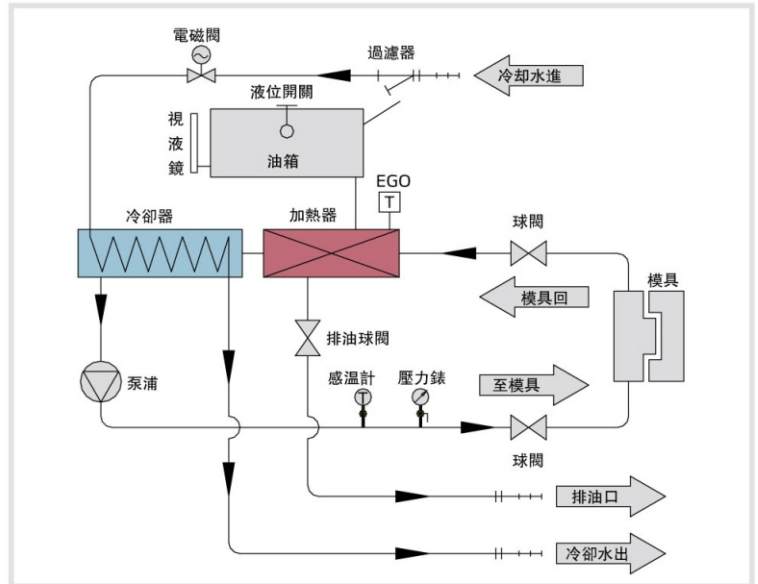 電磁閥
過濾器
冷却水進
液位開關
視
液
鏡
油箱
EGO
T
冷卻器
加熱器
球閥
模具
模具回
排油球閥
泵浦
感溫計
壓力錶
至模具
T
球閥
排油口
冷卻水出